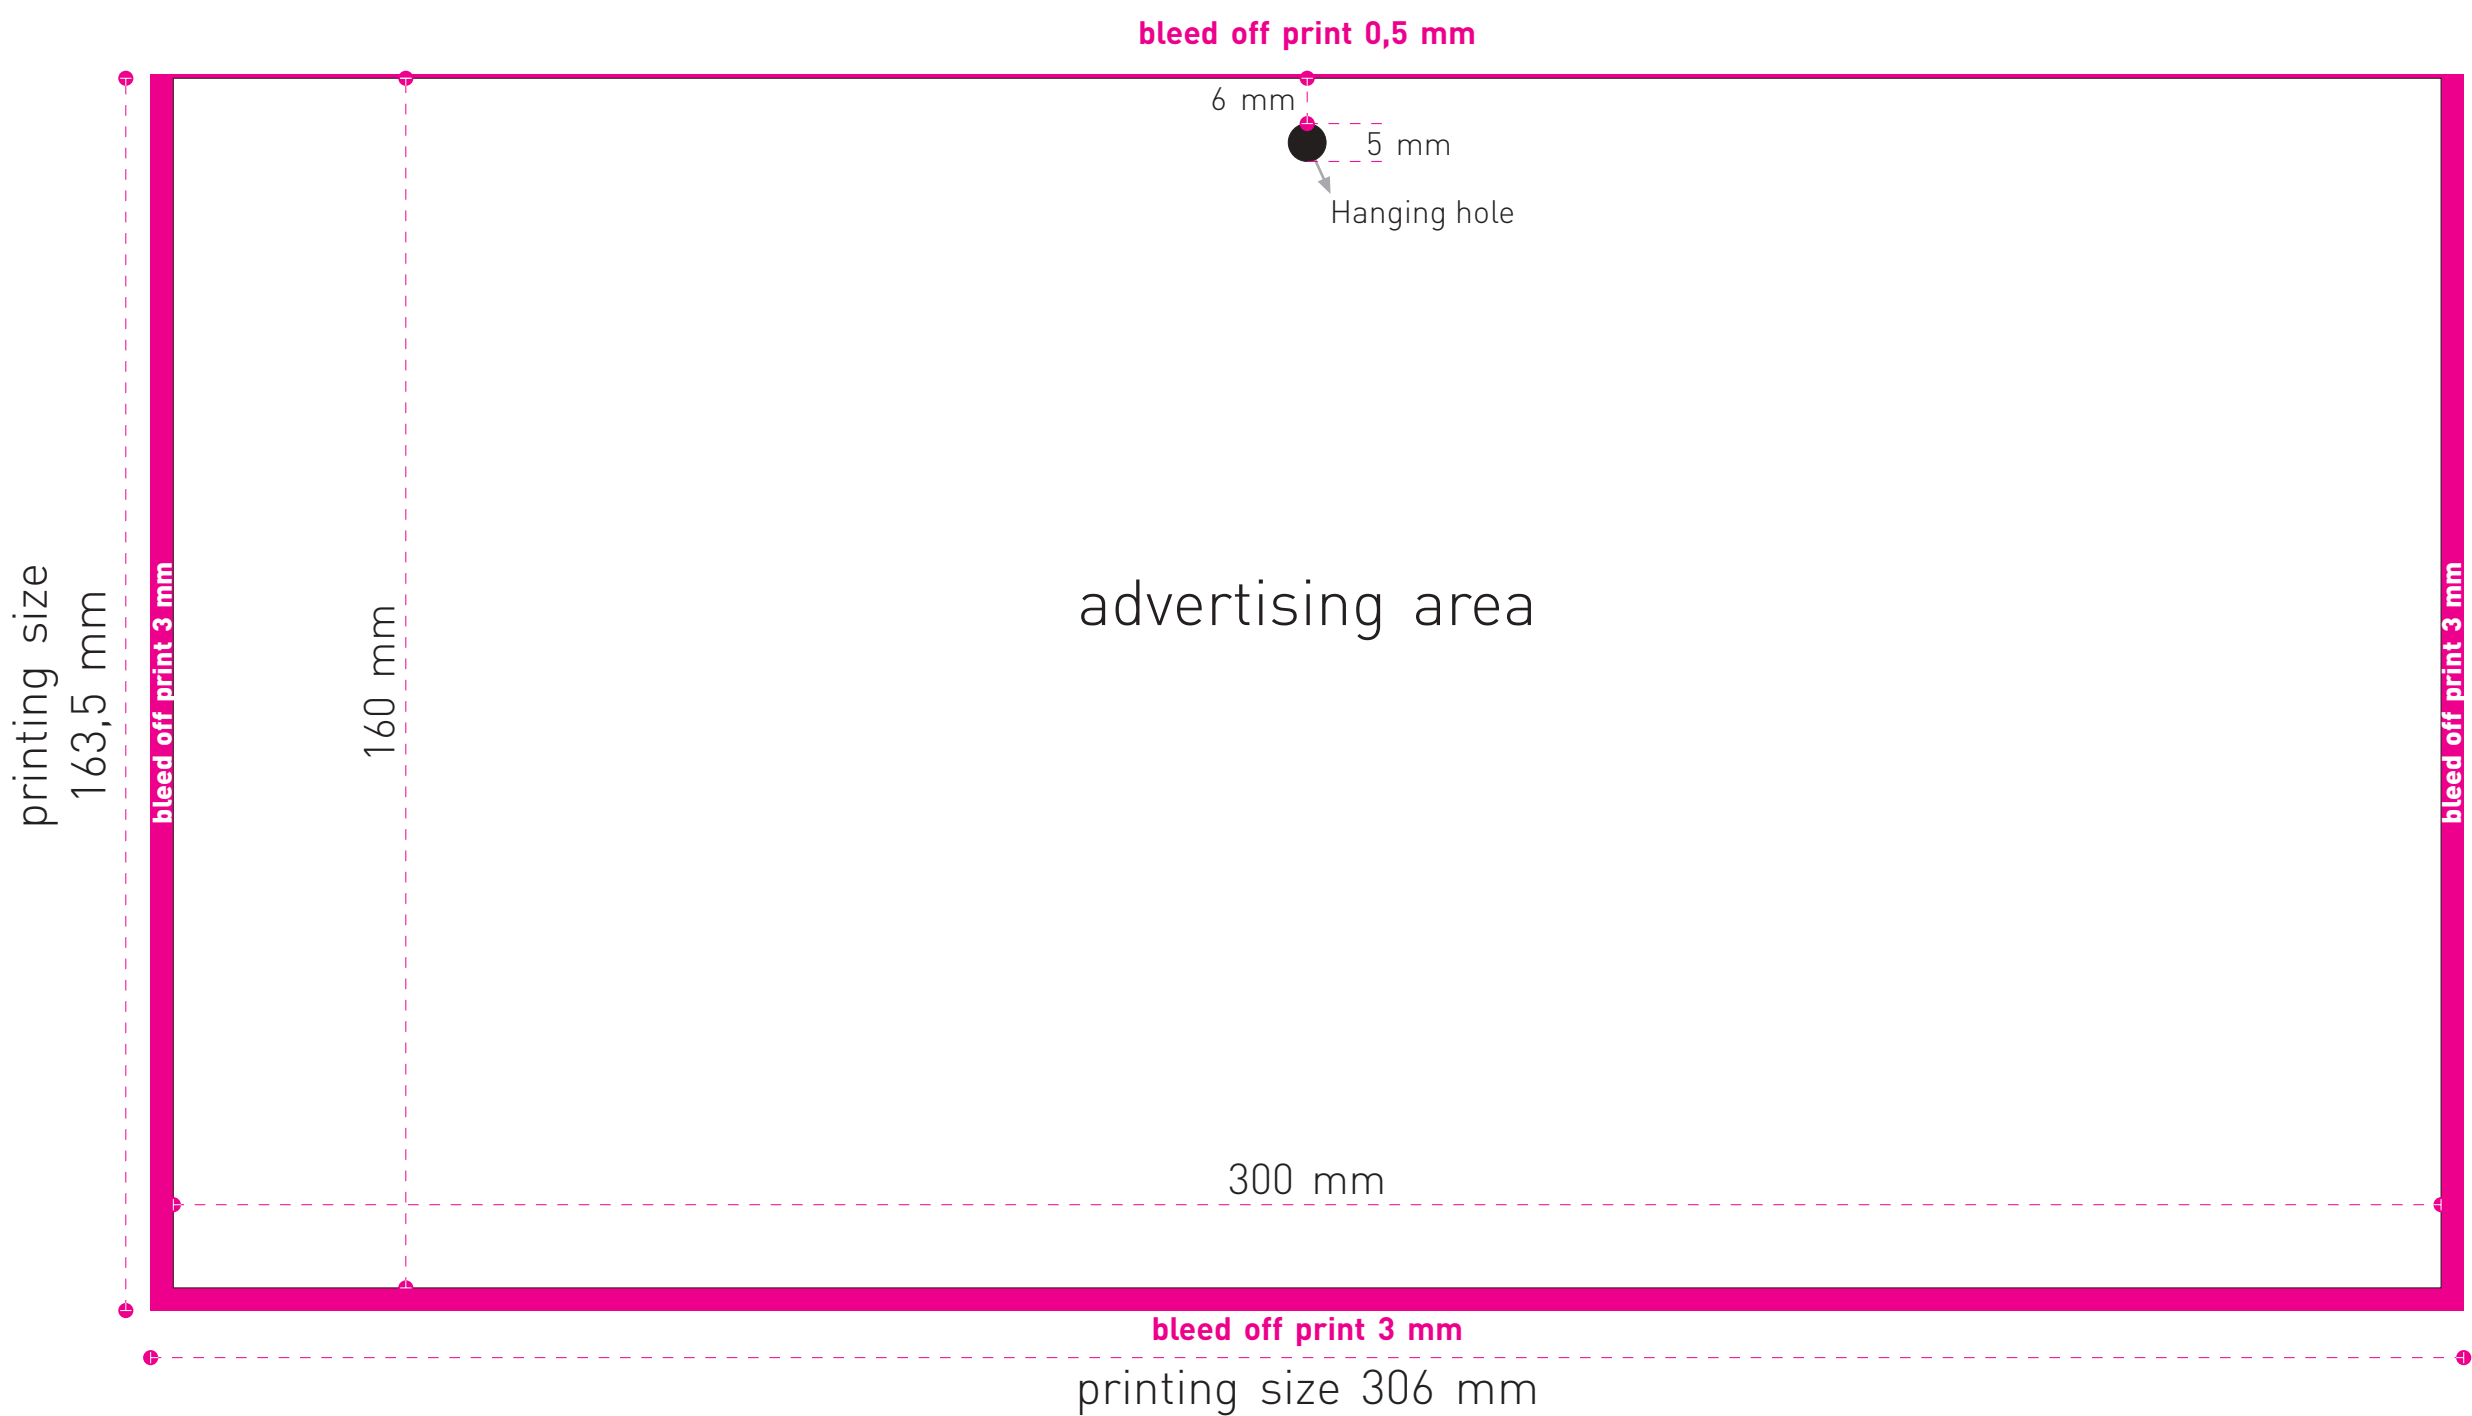 bleed off print 0,5 mm
6 mm
5 mm
Hanging hole
printing size
163,5 mm
bleed off print 3 mm
160 mm
advertising area
bleed off print 3 mm
300 mm
bleed off print 3 mm
printing size 306 mm